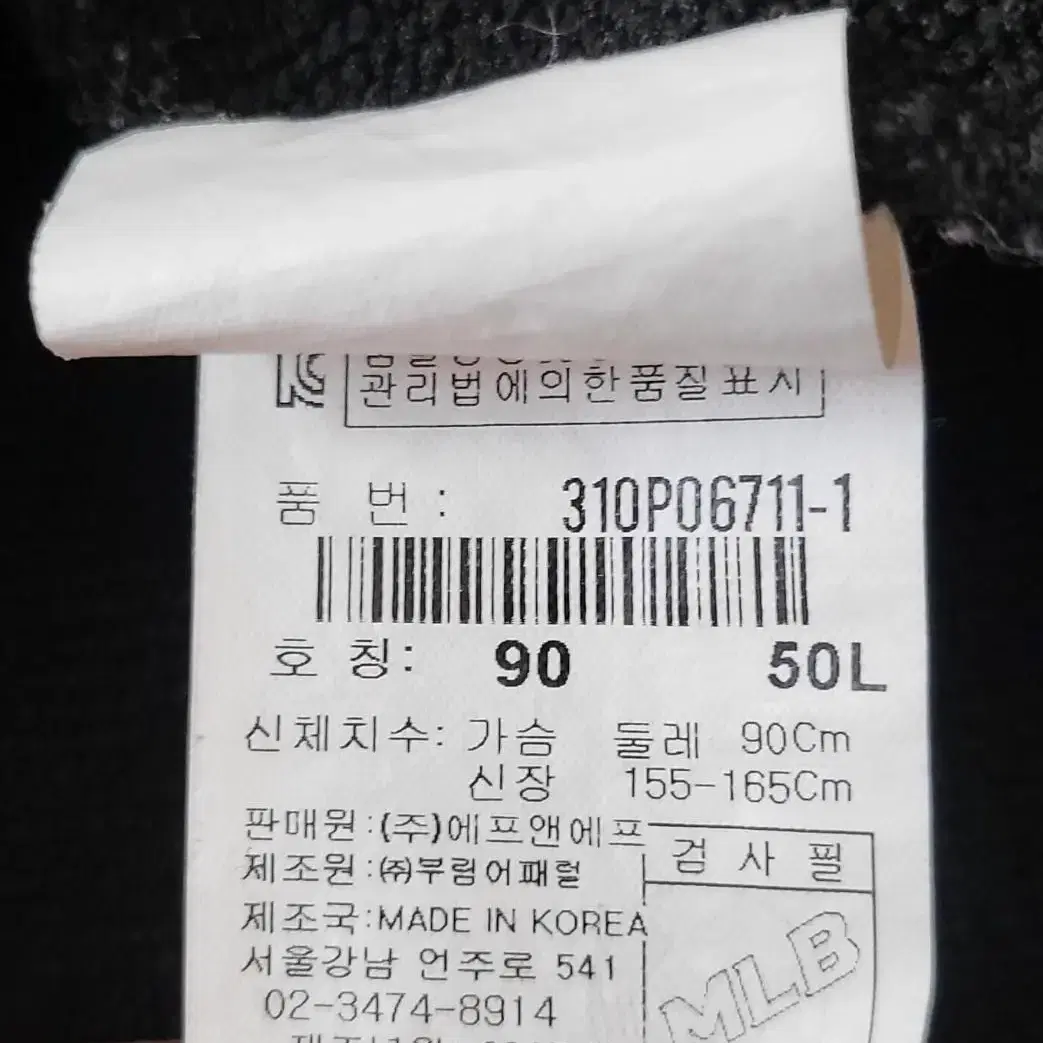 관리법에의한품질표시
품 번 : 310P06711-1
호 칭: 90 50L
신체치수: 가슴 둘레 90Cm
신장 155-165Cm
판매원:(주)에프앤에프
제조원:㈜부림어패럴
제조국:MADE IN KOREA
서울강남 언주로 541
02-3474-8914
검 사 필
MLB